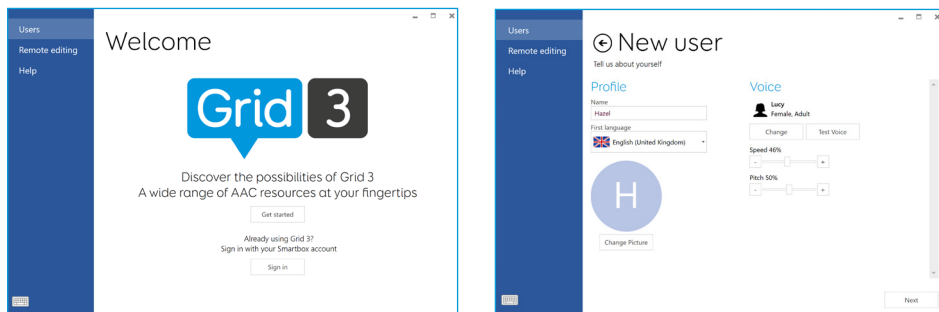 Users
Remote editing
Help
Welcome
Grid 3
Discover the possibilities of Grid 3
A wide range of AAC resources at your fingertips
Get started
Already using Grid 3?
Sign in with your Smartbox account
Sign in
Users
Remote editing
Help
New user
Tell us about yourself
Profile
Name
Hazel
First language
English (United Kingdom)
H
Change Picture
Voice
Lucy
Female, Adult
Change Test Voice
Speed 46%
- +
Pitch 50%
- +
Next